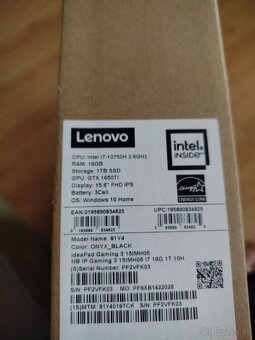 Lenovo
CPU: Intel i7-10750H 2.6GHz
RAM: 16GB
Storage: 1TB SSD
GPU: GTX 1650Ti
Display: 15.6" FHD IPS
Battery: 3Cell
OS: Windows 10 Home
intel
INSIDE
EAN:0195890834825
UPC:195890834825
Model: 81Y4
Color: ONYX_BLACK
IdeaPad Gaming 3 15IMH05
NB IP Gaming 3 15IMH05 i7 16G 1T 10H
(S)Serial Number: PF2VFK03
SN: PF2VFK03
MO: PF9XB1422026
(1S)MTM: 81Y4019TCK
(S)SN: PF2VFK03